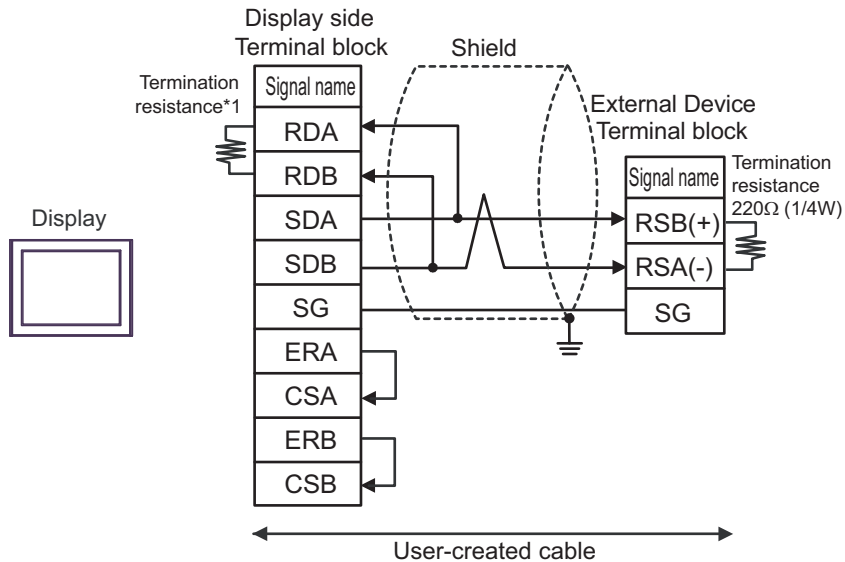 Display side
Terminal block
Shield
Termination
resistance*1
Signal name
RDA
RDB
SDA
SDB
SG
ERA
CSA
ERB
CSB
External Device
Terminal block
Signal name
RSB(+)
RSA(-)
SG
Termination
resistance
220Ω (1/4W)
Display
User-created cable